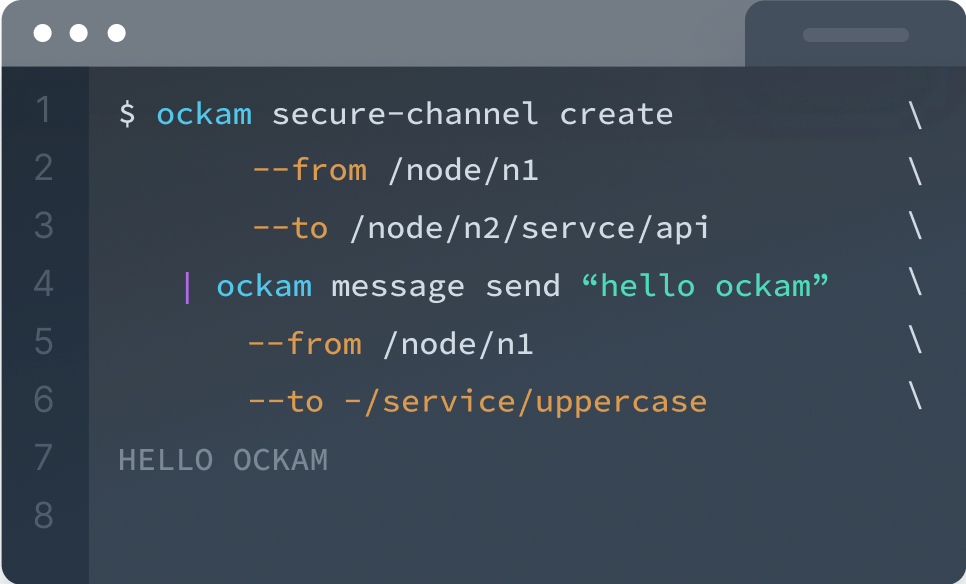 1 $ ockam secure-channel create \
2 --from /node/n1 \
3 --to /node/n2/servce/api \
4 | ockam message send “hello ockam” \
5 --from /node/n1 \
6 --to -/service/uppercase \
7 HELLO OCKAM
8